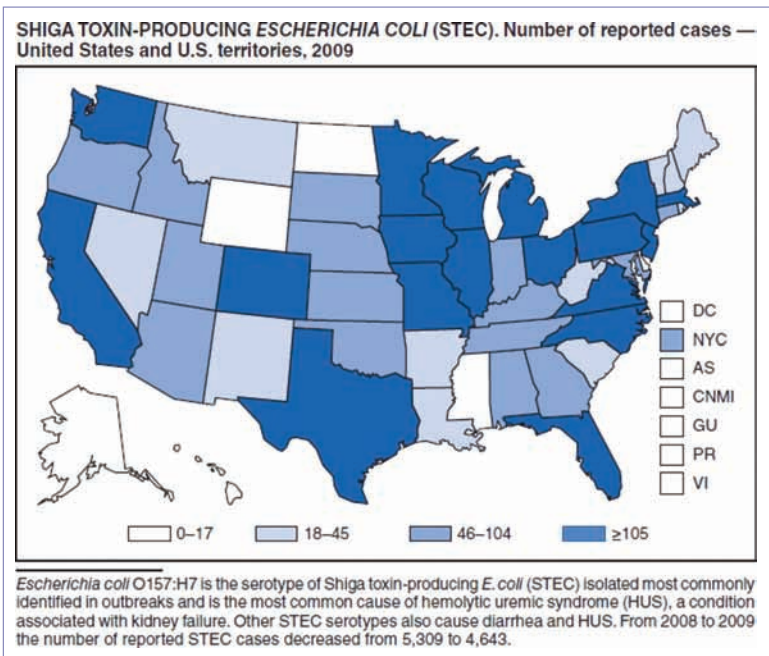 SHIGA TOXIN-PRODUCING ESCHERICHIA COLI (STEC). Number of reported cases —
United States and U.S. territories, 2009
DC
NYC
AS
CNMI
GU
PR
VI
0–17
18–45
46–104
≥105
Escherichia coli O157:H7 is the serotype of Shiga toxin-producing E. coli (STEC) isolated most commonly
identified in outbreaks and is the most common cause of hemolytic uremic syndrome (HUS), a condition
associated with kidney failure. Other STEC serotypes also cause diarrhea and HUS. From 2008 to 2009
the number of reported STEC cases decreased from 5,309 to 4,643.